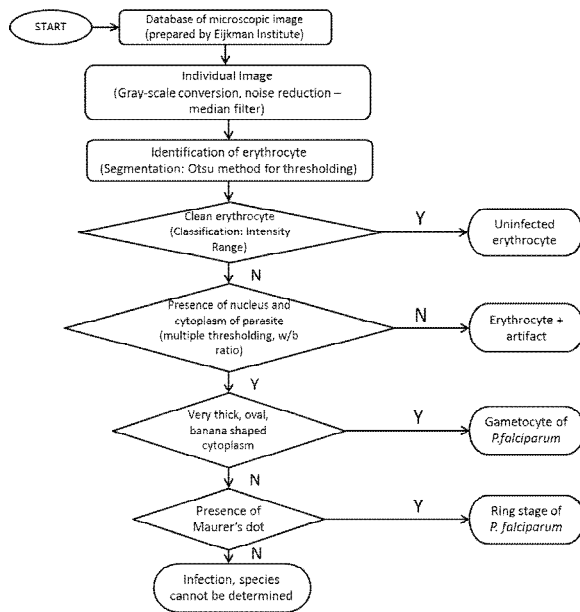 START
Database of microscopic image
(prepared by Eijkman Institute)
Individual Image
(Gray-scale conversion, noise reduction –
median filter)
Identification of erythrocyte
(Segmentation: Otsu method for thresholding)
Clean erythrocyte
(Classification: Intensity
Range)
Y
Uninfected
erythrocyte
N
Presence of nucleus and
cytoplasm of parasite
(multiple thresholding, w/b
ratio)
N
Erythrocyte +
artifact
Y
Very thick, oval,
banana shaped
cytoplasm
Y
Gametocyte of
P.falciparum
N
Presence of
Maurer's dot
Y
Ring stage of
P. falciparum
N
Infection, species
cannot be determined